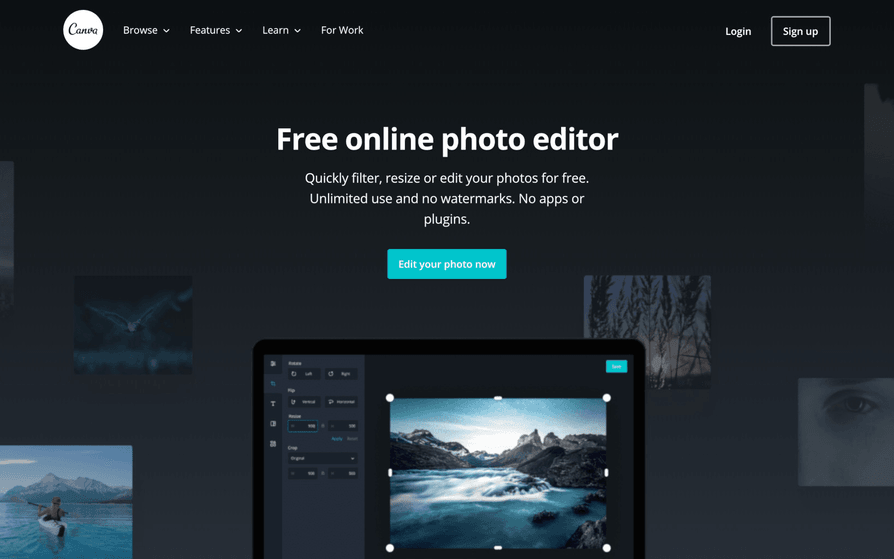 Canva
Browse
Features
Learn
For Work
Login
Sign up
Free online photo editor
Quickly filter, resize or edit your photos for free.
Unlimited use and no watermarks. No apps or
plugins.
Edit your photo now
Rotate
Left
Right
Save
Flip
Vertical
Horizontal
Resize
Apply
Crop
Original